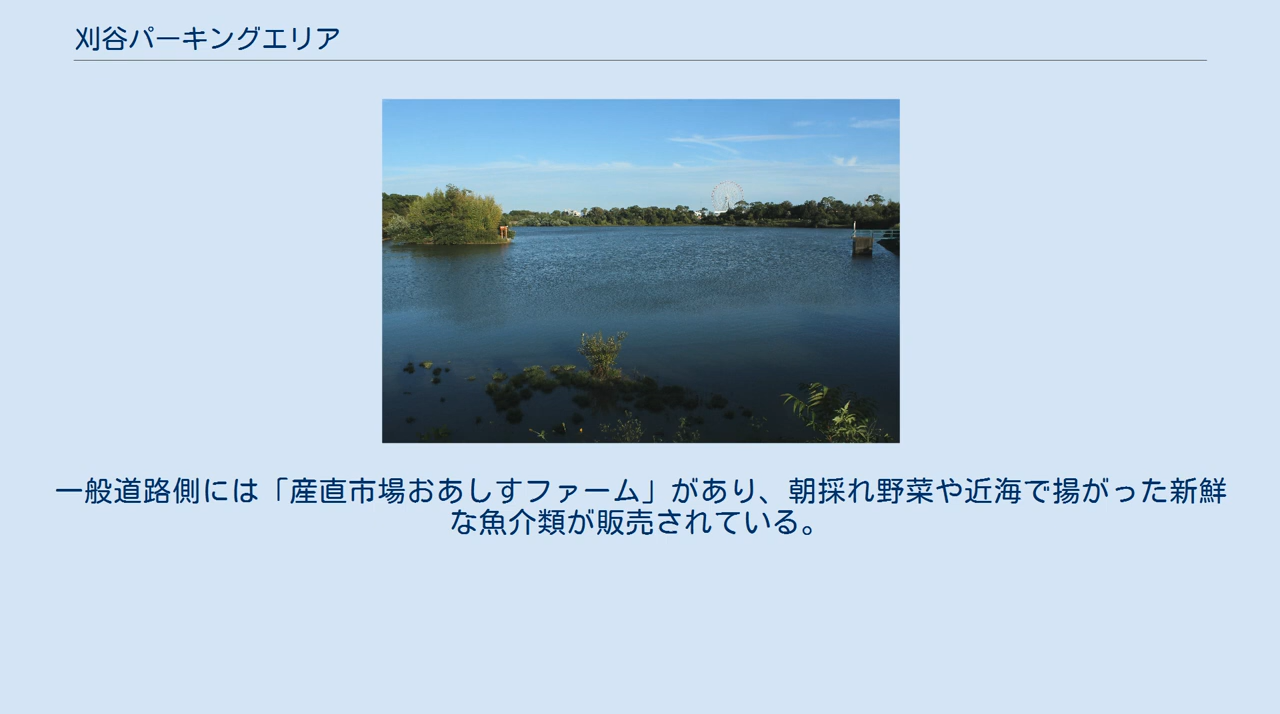 刈谷パーキングエリア
一般道路側には「産直市場おあしすファーム」があり、朝採れ野菜や近海で揚がった新鮮
な魚介類が販売されている。